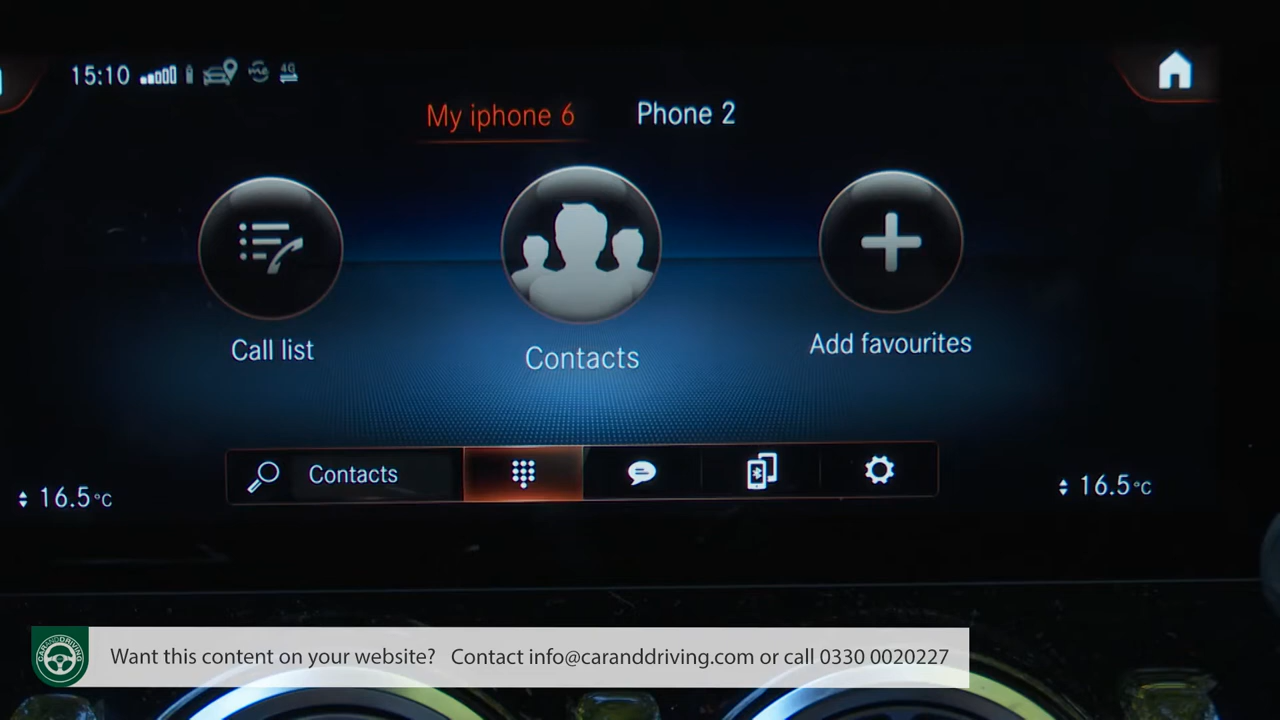 15:10 4G
My iphone 6 Phone 2
Call list
Contacts
Add favourites
Contacts
16.5°C
16.5°C
CARANDDRIVING
Want this content on your website? Contact info@caranddriving.com or call 0330 0020227